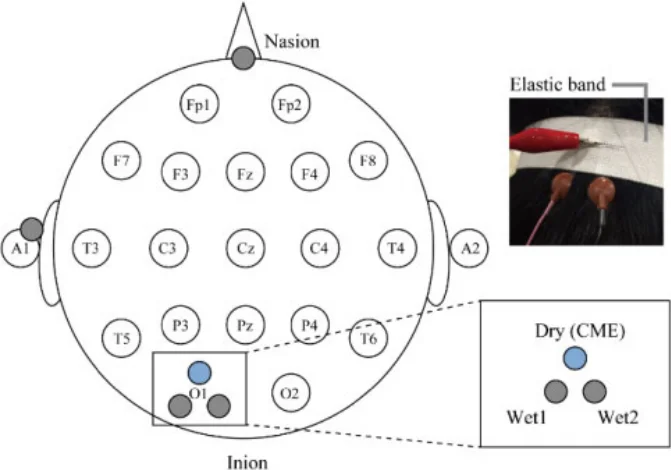 Nasion
Elastic band
Fp1 Fp2
F7 F3 Fz F4 F8
A1 T3 C3 Cz C4 T4 A2
T5 P3 Pz P4 T6
O1 O2
Dry (CME)
Wet1 Wet2
Inion